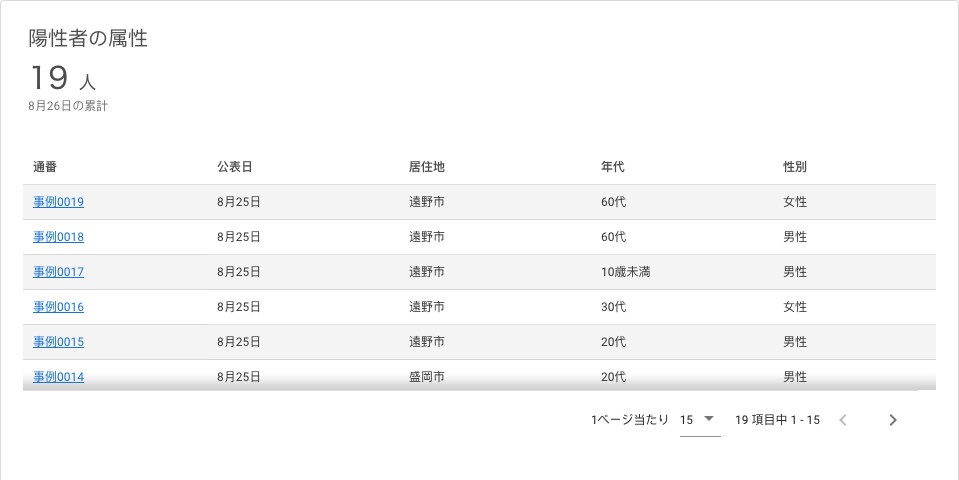 陽性者の属性
19 人
8月26日の累計
通番 公表日 居住地 年代 性別
事例0019 8月25日 遠野市 60代 女性
事例0018 8月25日 遠野市 60代 男性
事例0017 8月25日 遠野市 10歳未満 男性
事例0016 8月25日 遠野市 30代 女性
事例0015 8月25日 遠野市 20代 男性
事例0014 8月25日 盛岡市 20代 男性
1ページ当たり 15 19 項目中 1 - 15